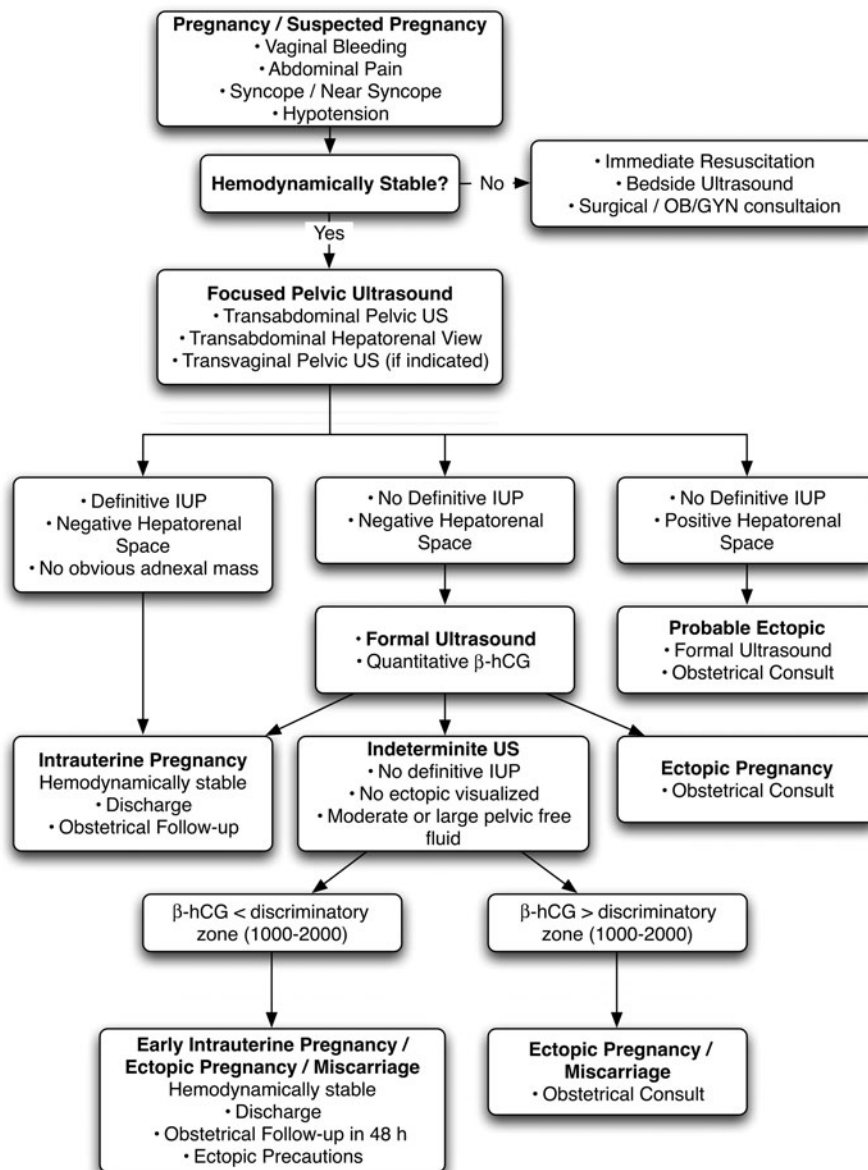 Pregnancy / Suspected Pregnancy
• Vaginal Bleeding
• Abdominal Pain
• Syncope / Near Syncope
• Hypotension
Hemodynamically Stable?
No
• Immediate Resuscitation
• Bedside Ultrasound
• Surgical / OB/GYN consultaion
Yes
Focused Pelvic Ultrasound
• Transabdominal Pelvic US
• Transabdominal Hepatorenal View
• Transvaginal Pelvic US (if indicated)
• Definitive IUP
• Negative Hepatorenal
Space
• No obvious adnexal mass
• No Definitive IUP
• Negative Hepatorenal
Space
• No Definitive IUP
• Positive Hepatorenal
Space
• Formal Ultrasound
• Quantitative β-hCG
Probable Ectopic
• Formal Ultrasound
• Obstetrical Consult
Intrauterine Pregnancy
Hemodynamically stable
• Discharge
• Obstetrical Follow-up
Indeterminite US
• No definitive IUP
• No ectopic visualized
• Moderate or large pelvic free
fluid
Ectopic Pregnancy
• Obstetrical Consult
β-hCG < discriminatory
zone (1000-2000)
β-hCG > discriminatory
zone (1000-2000)
Early Intrauterine Pregnancy /
Ectopic Pregnancy / Miscarriage
Hemodynamically stable
• Discharge
• Obstetrical Follow-up in 48 h
• Ectopic Precautions
Ectopic Pregnancy /
Miscarriage
• Obstetrical Consult